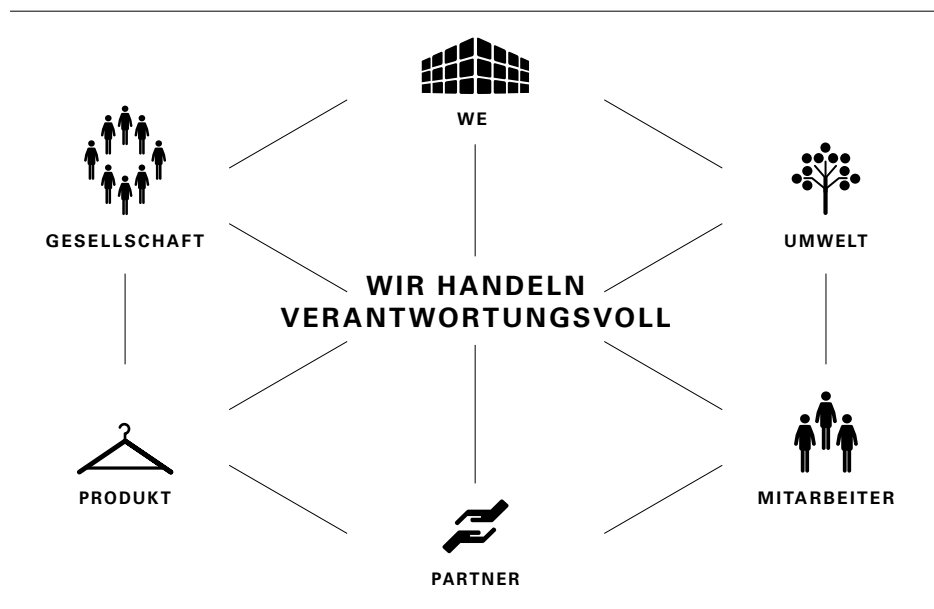 WE
GESELLSCHAFT
UMWELT
WIR HANDELN
VERANTWORTUNGSVOLL
PRODUKT
MITARBEITER
PARTNER